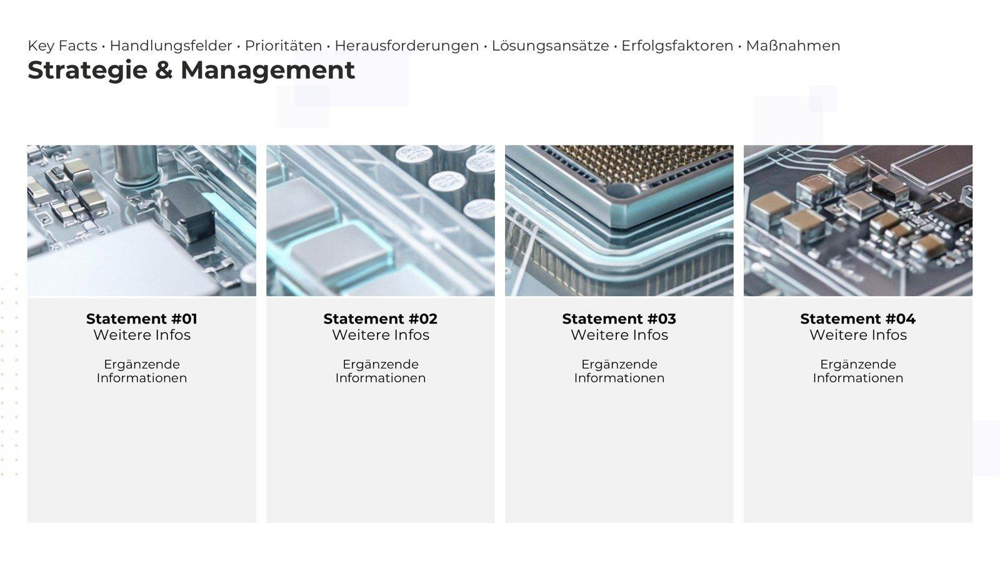 Key Facts • Handlungsfelder • Prioritäten • Herausforderungen • Lösungsansätze • Erfolgsfaktoren • Maßnahmen
Strategie & Management
Statement #01
Weitere Infos
Ergänzende
Informationen
Statement #02
Weitere Infos
Ergänzende
Informationen
Statement #03
Weitere Infos
Ergänzende
Informationen
Statement #04
Weitere Infos
Ergänzende
Informationen